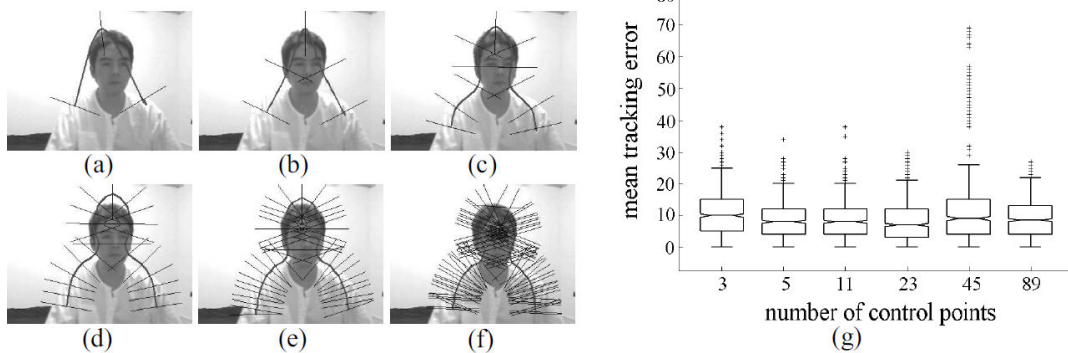 (a)
(b)
(c)
(d)
(e)
(f)
80
70
60
50
40
30
20
10
0
mean tracking error
3 5 11 23 45 89
number of control points
(g)